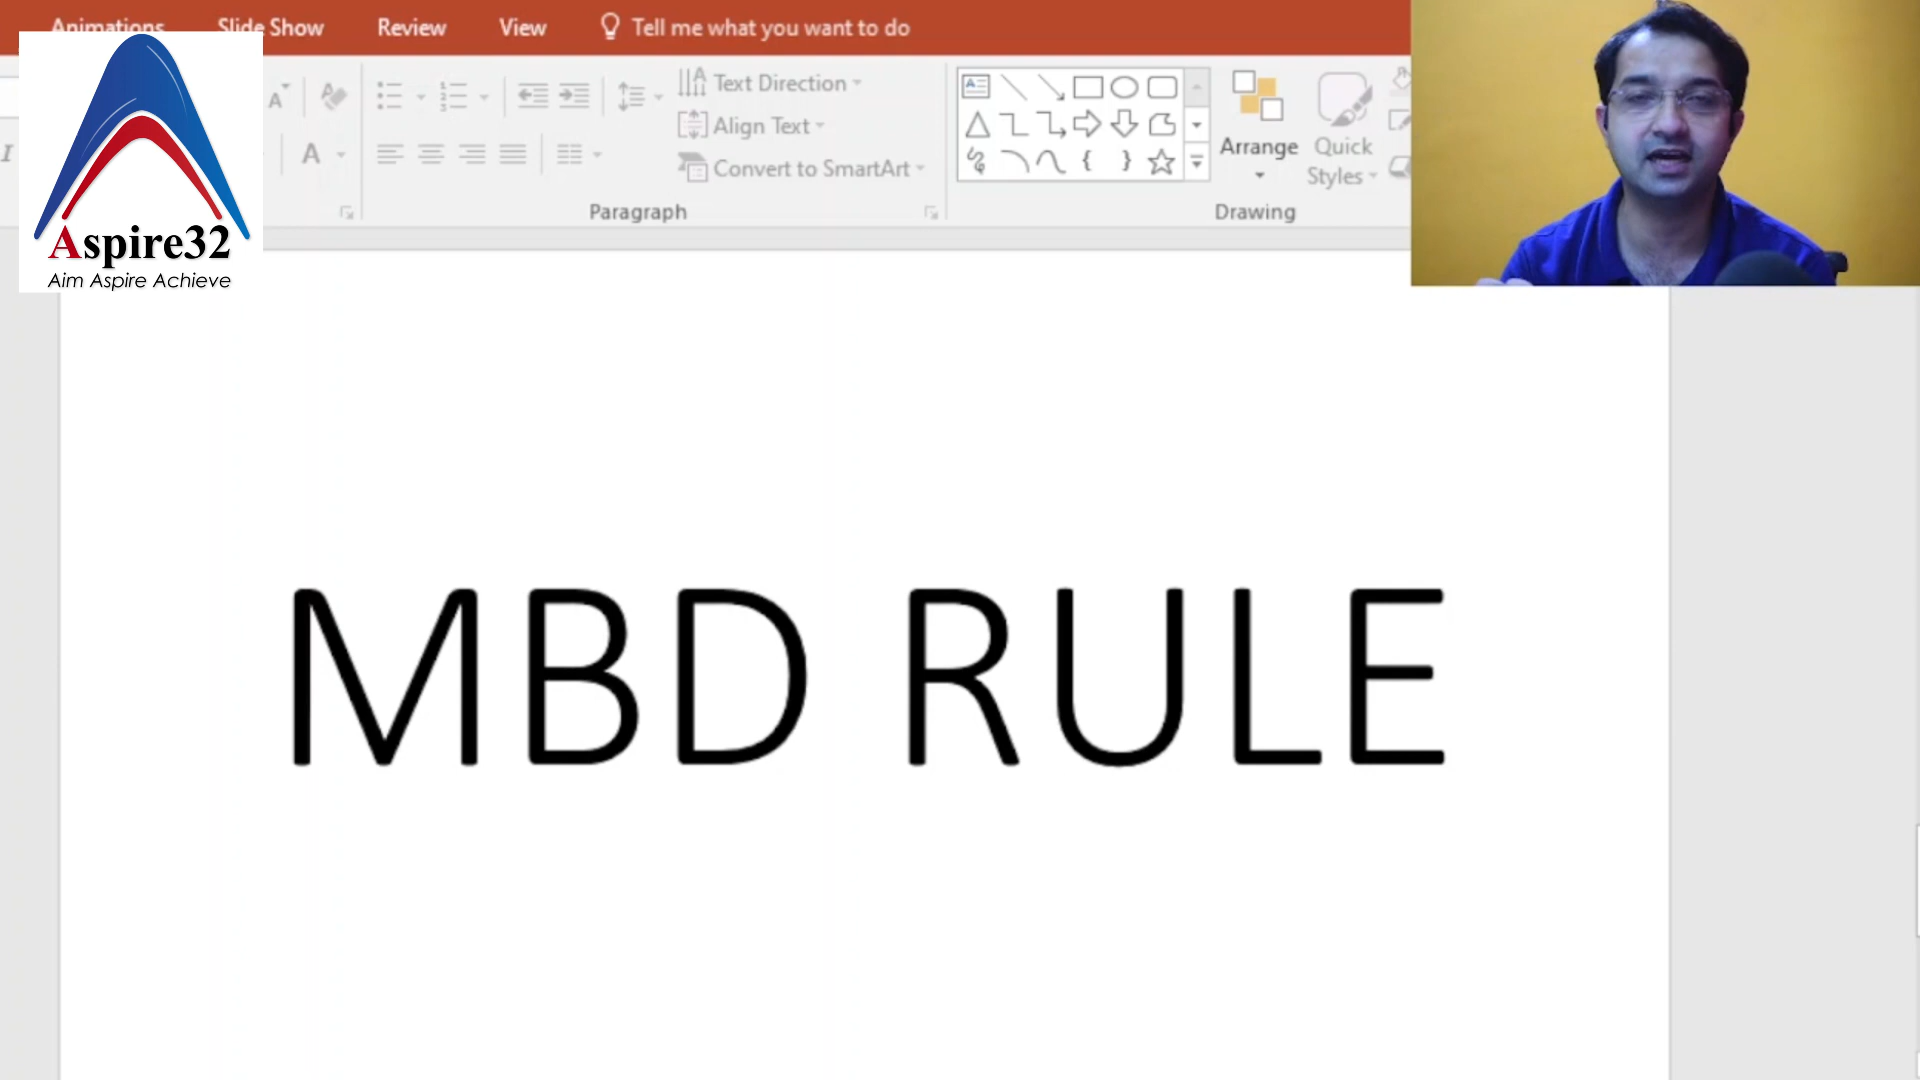 Animations Slide Show Review View Tell me what you want to do
Text Direction
Align Text
Convert to SmartArt
Paragraph
Arrange
Quick
Styles
Drawing
Aspire32
Aim Aspire Achieve
MBD RULE